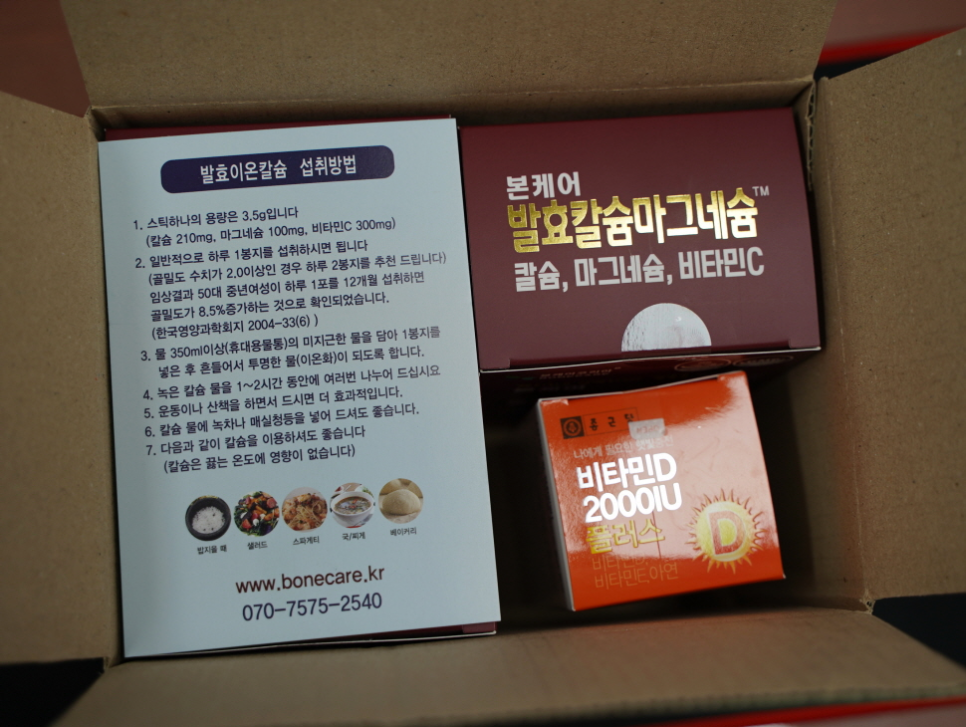 발효이온칼슘 섭취방법
1. 스틱하나의 용량은 3.5g입니다
(칼슘 210mg, 마그네슘 100mg, 비타민C 300mg)
2. 일반적으로 하루 1봉지를 섭취하시면 됩니다
(골밀도 수치가 2.0이상인 경우 하루 2봉지를 추천 드립니다)
임상결과 50대 중년여성이 하루 1포를 12개월 섭취하면
골밀도가 8.5%증가하는 것으로 확인되었습니다.
(한국영양과학회지 2004-33(6) )
3. 물 350ml이상(휴대용물통)의 미지근한 물을 담아 1봉지를
넣은 후 흔들어서 투명한 물(이온화)이 되도록 합니다.
4. 녹은 칼슘 물을 1~2시간 동안에 여러번 나누어 드십시요
5. 운동이나 산책을 하면서 드시면 더 효과적입니다.
6. 칼슘 물에 녹차나 매실청등을 넣어 드셔도 좋습니다.
7. 다음과 같이 칼슘을 이용하셔도 좋습니다
(칼슘은 끓는 온도에 영향이 없습니다)
밥지을 때 샐러드 스파게티 국/찌게 베이커리
www.bonecare.kr
070-7575-2540
본케어
발효칼슘마그네슘™
칼슘, 마그네슘, 비타민C
종근당
나에게 필요한
비타민D
2000IU
플러스
비타민E아연
D